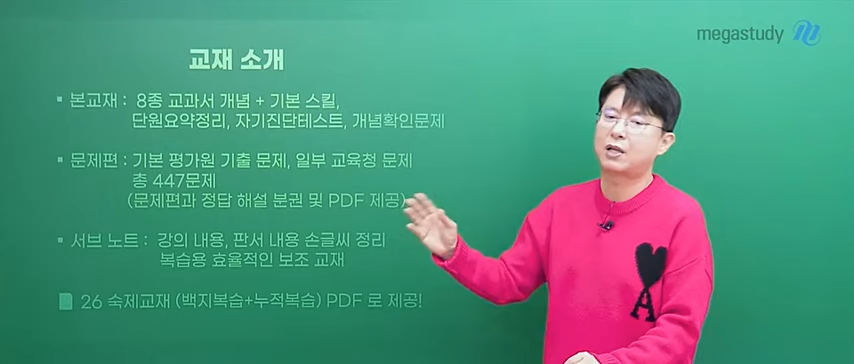 megastudy
교재 소개
▪ 본교재 : 8종 교과서 개념 + 기본 스킬,
단원요약정리, 자기진단테스트, 개념확인문제
▪ 문제편 : 기본 평가원 기출 문제, 일부 교육청 문제
총 447문제
(문제편과 정답 해설 분권 및 PDF 제공)
▪ 서브 노트 : 강의 내용, 판서 내용 손글씨 정리
복습용 효율적인 보조 교재
26 숙제교재 (백지복습+누적복습) PDF 로 제공!
A